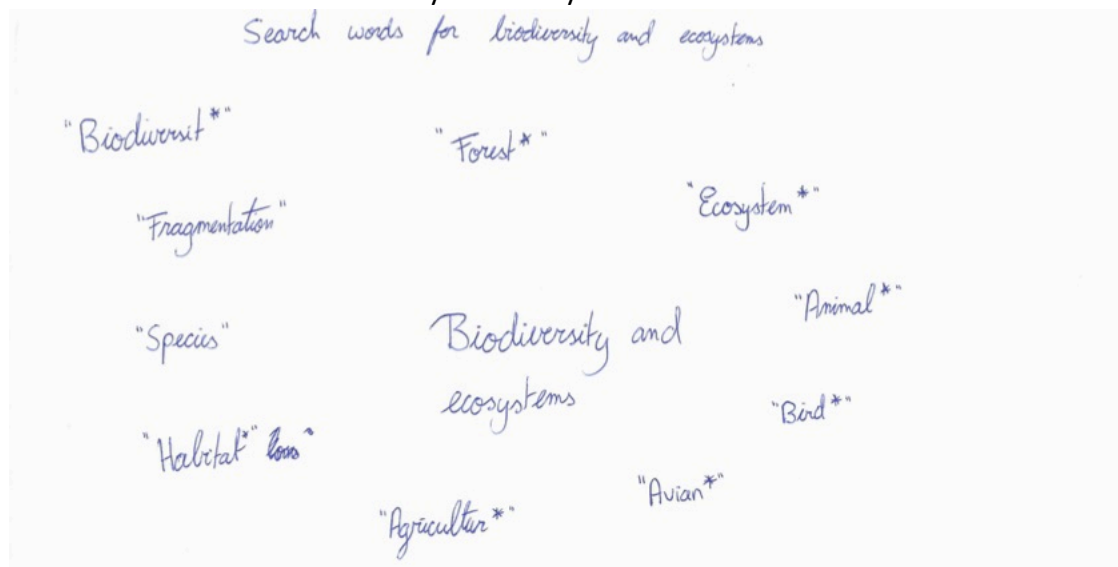 Search words for biodiversity and ecosystems
"Biodiversit*"
"Forest*"
"Ecosystem*"
"Fragmentation"
"Animal*"
"Species"
Biodiversity and
ecosystems
"Bird*"
"Habitat*"
"Avian*"
"Agricultur*"